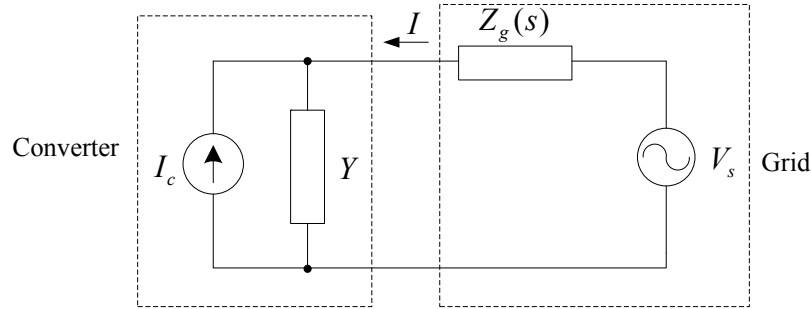 I
Z_g(s)
Converter
I_c
Y
V_s
Grid